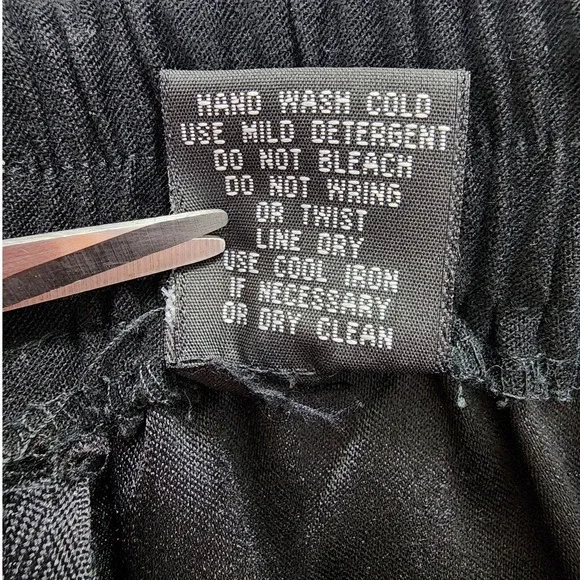 HAND WASH COLD
USE MILD DETERGENT
DO NOT BLEACH
DO NOT WRING
OR TWIST
LINE DRY
USE COOL IRON
IF NECESSARY
OR DRY CLEAN